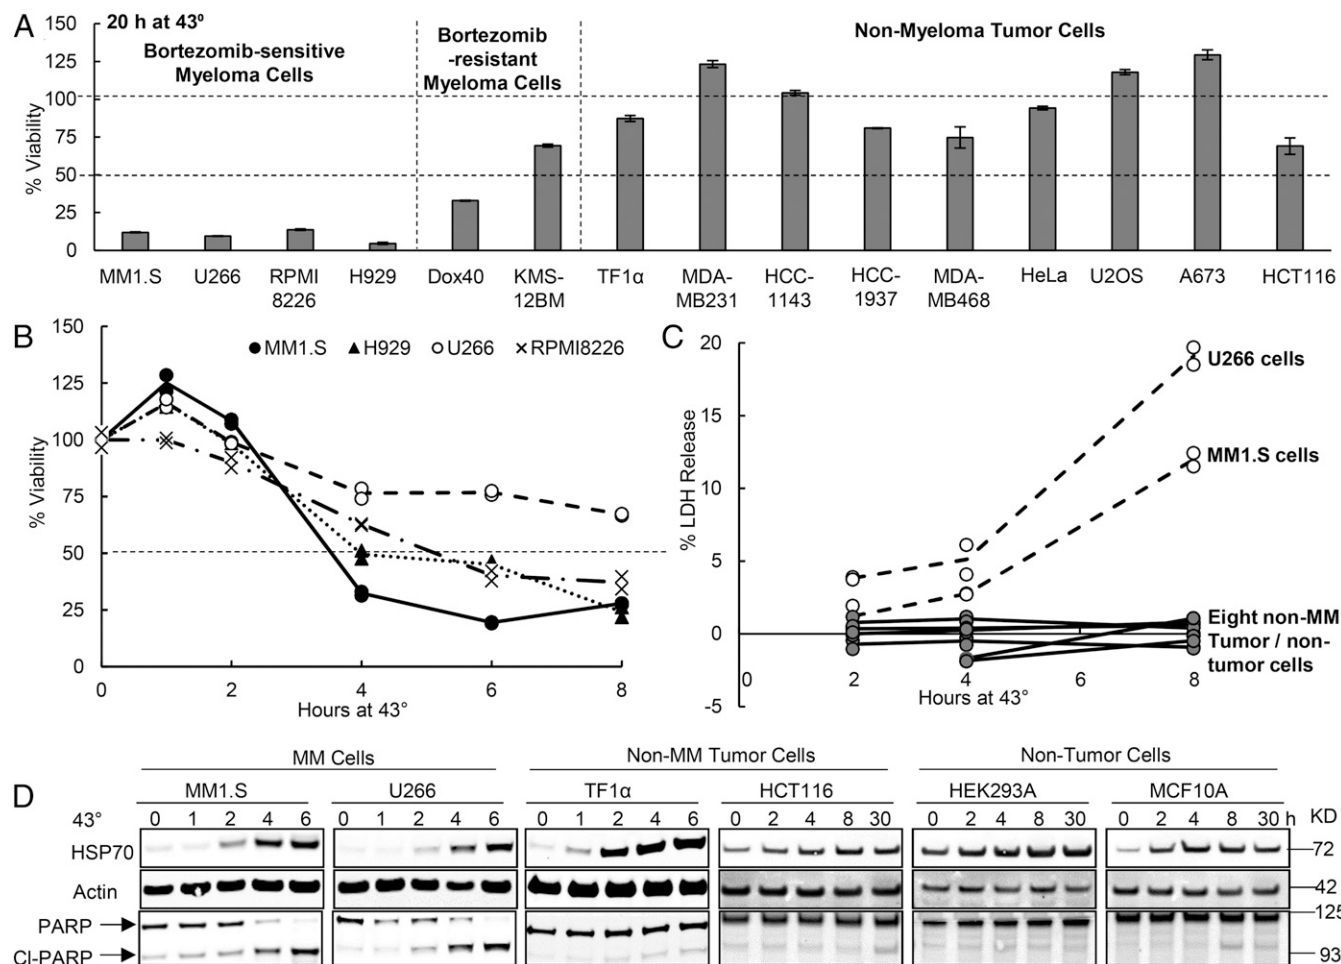 A
20 h at 43º
Bortezomib-sensitive
Myeloma Cells
Bortezomib
-resistant
Myeloma Cells
Non-Myeloma Tumor Cells
% Viability
150
125
100
75
50
25
0
MM1.S U266 RPMI 8226 H929 Dox40 KMS-12BM TF1α MDA-MB231 HCC-1143 HCC-1937 MDA-MB468 HeLa U2OS A673 HCT116
B
MM1.S H929 U266 RPMI8226
% Viability
150
125
100
75
50
25
0
0 2 4 6 8
Hours at 43°
C
% LDH Release
20
15
10
5
0
-5
0 2 4 6 8
Hours at 43°
U266 cells
MM1.S cells
Eight non-MM
Tumor / non-
tumor cells
D
MM Cells Non-MM Tumor Cells Non-Tumor Cells
MM1.S U266 TF1α HCT116 HEK293A MCF10A
43° 0 1 2 4 6 0 1 2 4 6 0 1 2 4 6 0 2 4 8 30 0 2 4 8 30 0 2 4 8 30 h KD
HSP70 72
Actin 42
125
PARP
Cl-PARP 93